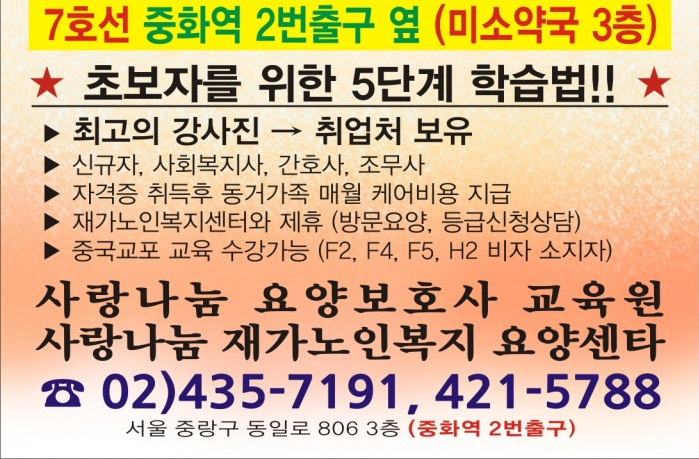 7호선 중화역 2번출구 옆 (미소약국 3층)
★ 초보자를 위한 5단계 학습법!! ★
▶ 최고의 강사진 → 취업처 보유
▶ 신규자, 사회복지사, 간호사, 조무사
▶ 자격증 취득후 동거가족 매월 케어비용 지급
▶ 재가노인복지센터와 제휴 (방문요양, 등급신청상담)
▶ 중국교포 교육 수강가능 (F2, F4, F5, H2 비자 소지자)
사랑나눔 요양보호사 교육원
사랑나눔 재가노인복지 요양센타
☎ 02)435-7191, 421-5788
서울 중랑구 동일로 806 3층 (중화역 2번출구)